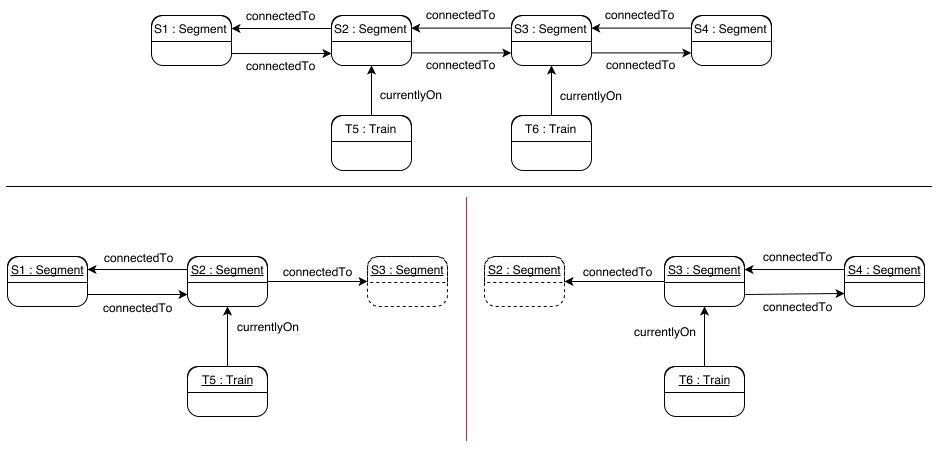 connectedTo connectedTo connectedTo
S1 : Segment S2 : Segment S3 : Segment S4 : Segment
connectedTo connectedTo connectedTo
currentlyOn currentlyOn
T5 : Train T6 : Train
connectedTo connectedTo
S1 : Segment S2 : Segment connectedTo S3 : Segment S2 : Segment connectedTo S3 : Segment S4 : Segment
connectedTo connectedTo
currentlyOn currentlyOn
T5 : Train T6 : Train